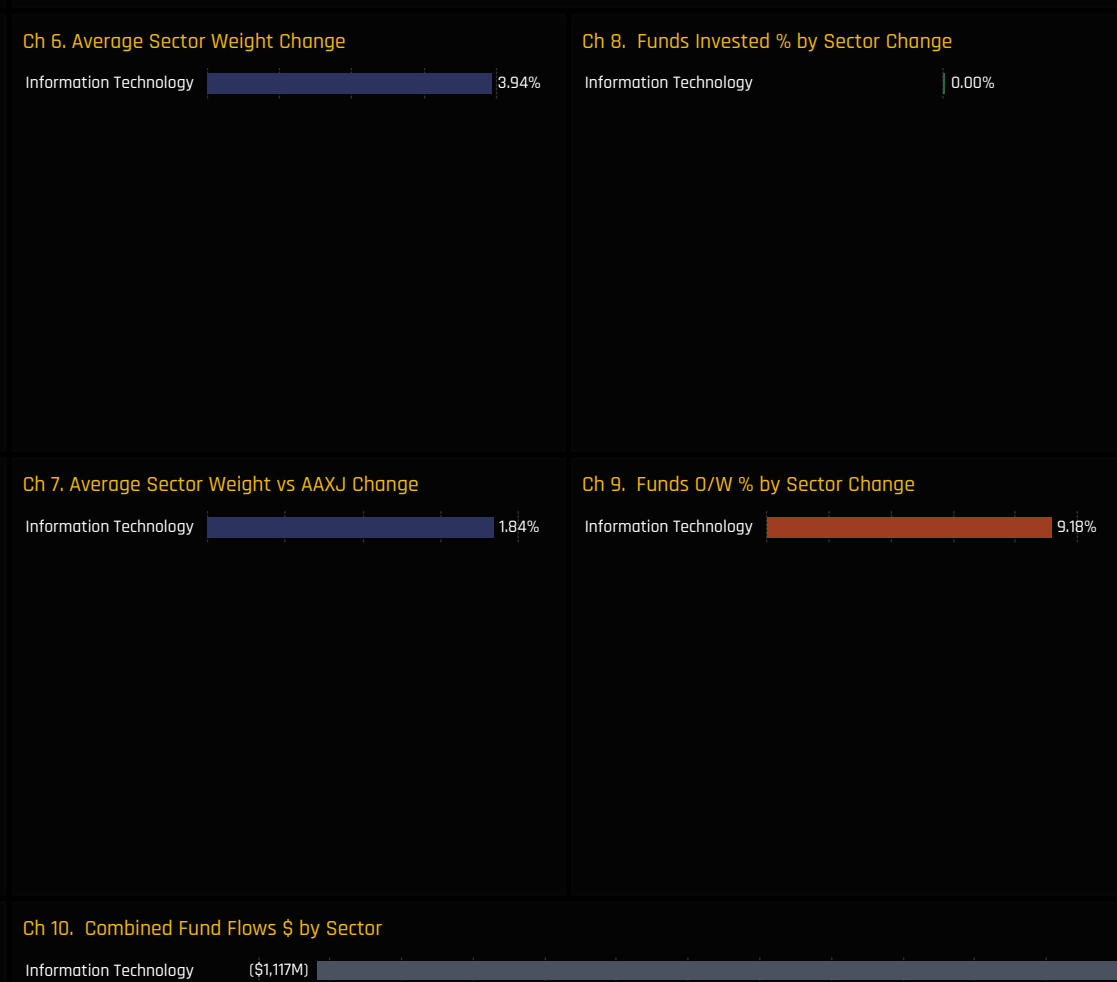 Ch 6. Average Sector Weight Change
Information Technology 3.94%
Ch 8. Funds Invested % by Sector Change
Information Technology 0.00%
Ch 7. Average Sector Weight vs AAXJ Change
Information Technology 1.84%
Ch 9. Funds O/W % by Sector Change
Information Technology 9.18%
Ch 10. Combined Fund Flows $ by Sector
Information Technology ($1,117M)